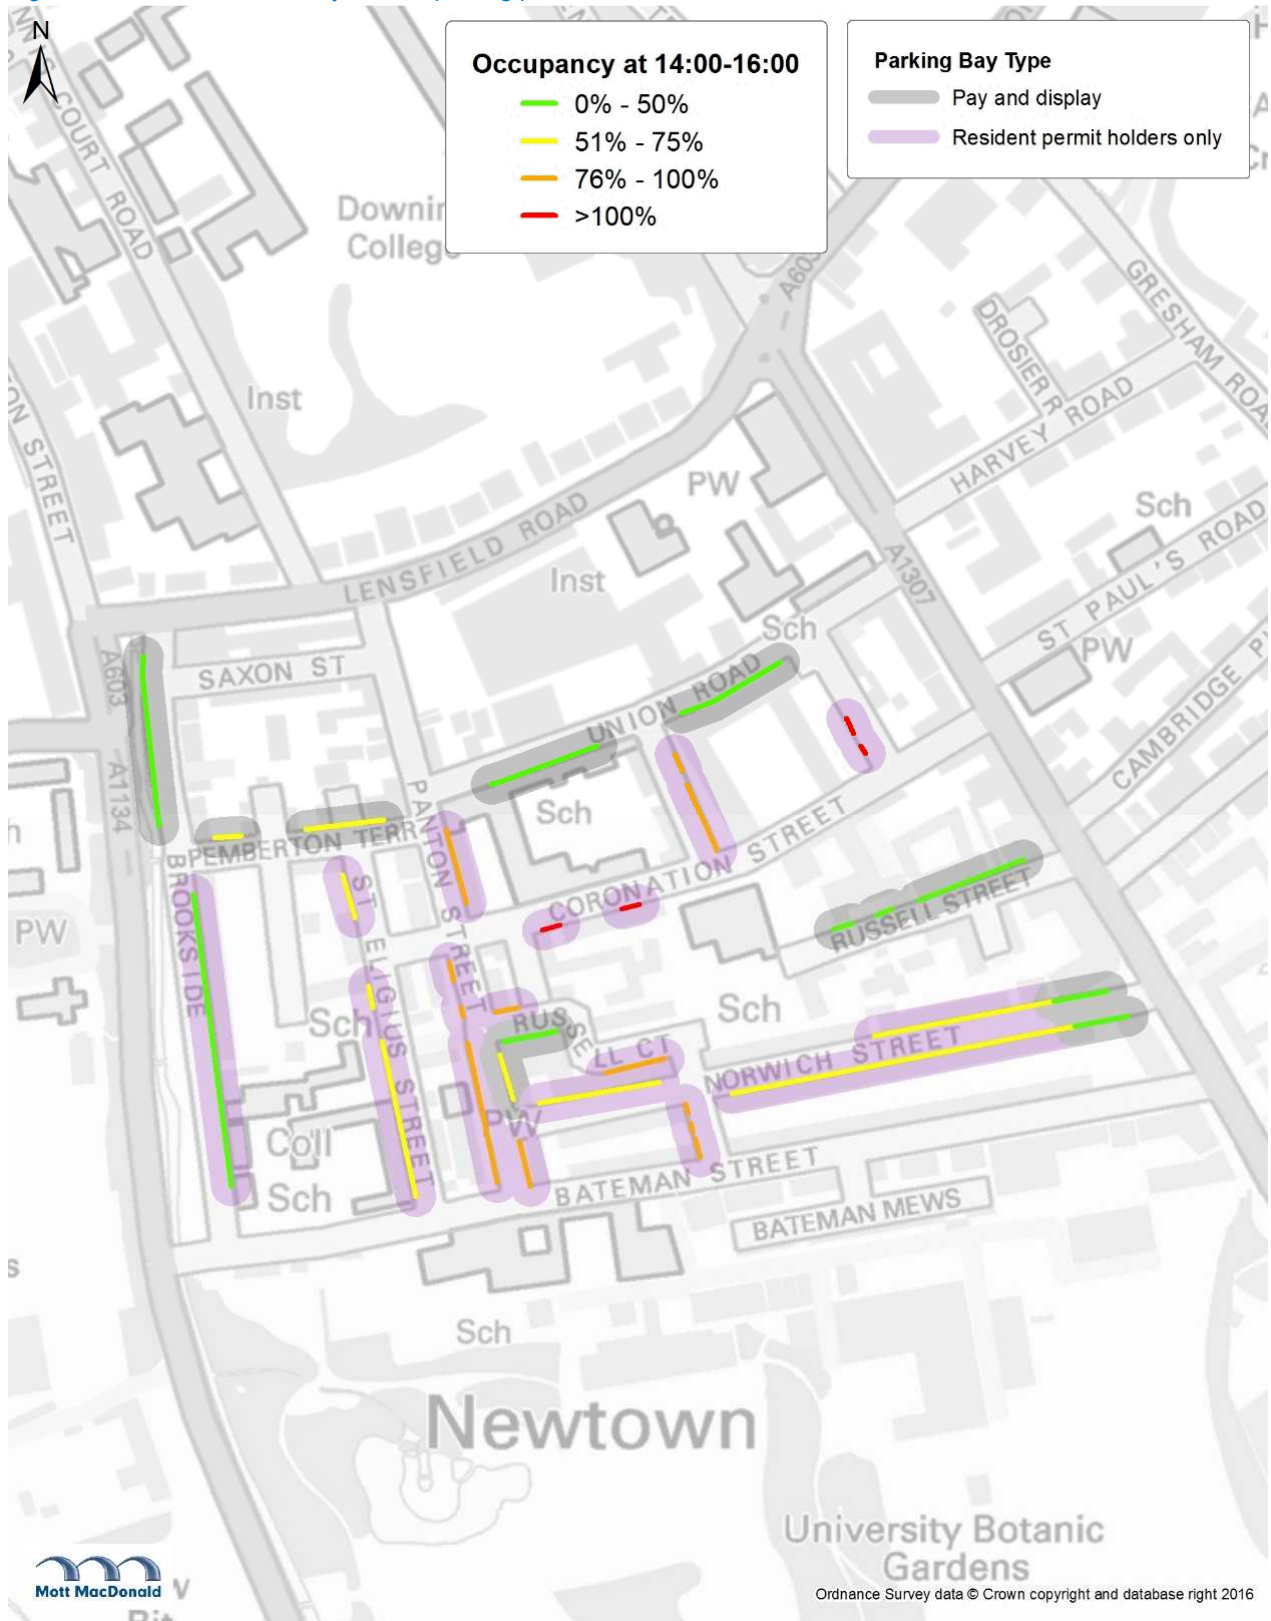 N
Occupancy at 14:00-16:00
0% - 50%
51% - 75%
76% - 100%
>100%
Parking Bay Type
Pay and display
Resident permit holders only
COURT ROAD
College
A603
GRESHAM ROAD
DROSIER R
HARVEY ROAD
Inst
STREET
PW
Sch
LENSFIELD ROAD
Inst
A1307
ST PAUL'S ROAD
Sch
PW
A603
SAXON ST
UNION ROAD
CAMBRIDGE
A1134
PANTON STREET
Sch
PEMBERTON TERR
BROOKSIDE
ST ELIGIUS STREET
CORONATION STREET
RUSSELL STREET
PW
Sch
RUSSELL CT
Sch
NORWICH STREET
PW
Coll
Sch
BATEMAN STREET
BATEMAN MEWS
Sch
Newtown
University Botanic
Gardens
Mott MacDonald
Ordnance Survey data © Crown copyright and database right 2016